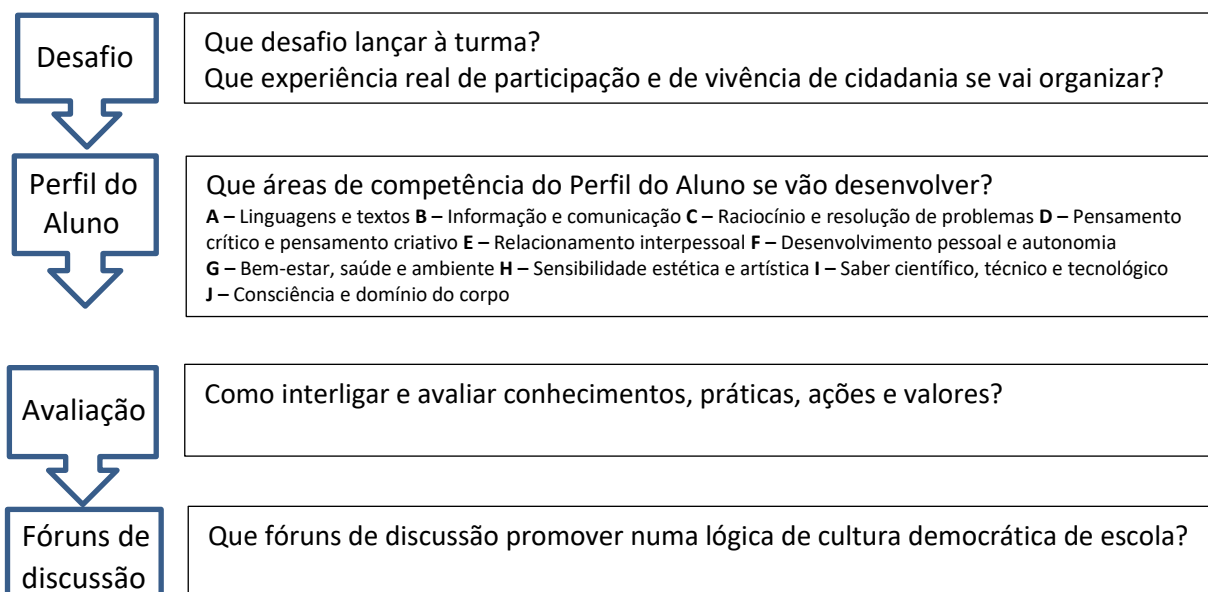 Desafio
Que desafio lançar à turma?
Que experiência real de participação e de vivência de cidadania se vai organizar?
Perfil do
Aluno
Que áreas de competência do Perfil do Aluno se vão desenvolver?
A – Linguagens e textos B – Informação e comunicação C – Raciocínio e resolução de problemas D – Pensamento
crítico e pensamento criativo E – Relacionamento interpessoal F – Desenvolvimento pessoal e autonomia
G – Bem-estar, saúde e ambiente H – Sensibilidade estética e artística I – Saber científico, técnico e tecnológico
J – Consciência e domínio do corpo
Avaliação
Como interligar e avaliar conhecimentos, práticas, ações e valores?
Fóruns de
discussão
Que fóruns de discussão promover numa lógica de cultura democrática de escola?